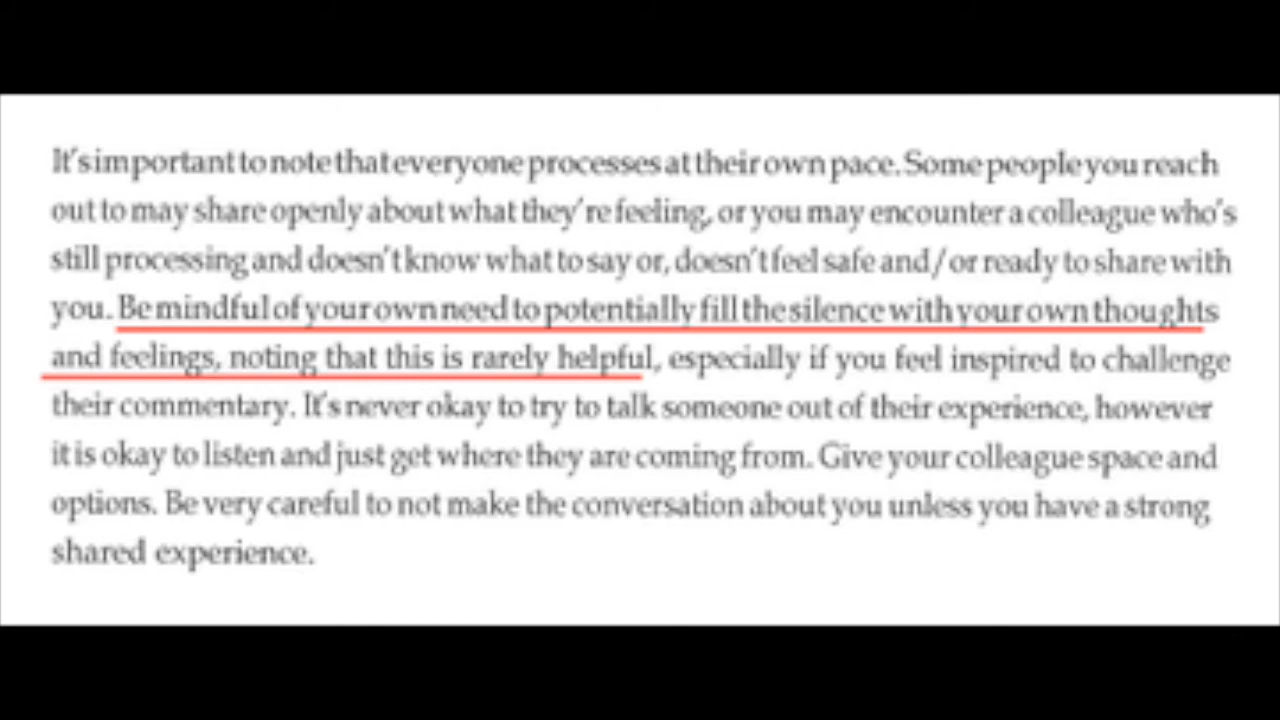 It's important to note that everyone processes at their own pace. Some people you reach
out to may share openly about what they're feeling, or you may encounter a colleague who's
still processing and doesn't know what to say or, doesn't feel safe and/or ready to share with
you. Be mindful of your own need to potentially fill the silence with your own thoughts
and feelings, noting that this is rarely helpful, especially if you feel inspired to challenge
their commentary. It's never okay to try to talk someone out of their experience, however
it is okay to listen and just get where they are coming from. Give your colleague space and
options. Be very careful to not make the conversation about you unless you have a strong
shared experience.